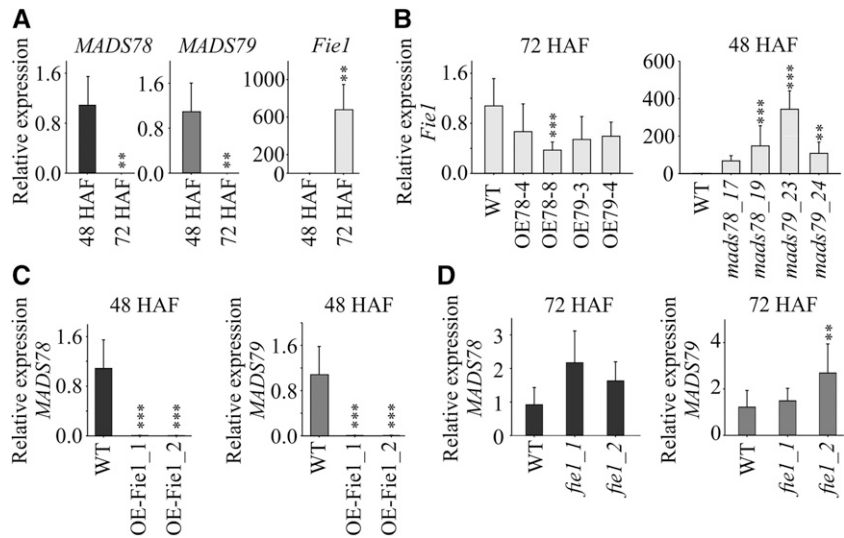 A
MADS78 MADS79 Fie1
Relative expression
1.6
0.8
0.0
**
48 HAF
72 HAF
1.6
0.8
0.0
**
48 HAF
72 HAF
1000
600
200
0
**
48 HAF
72 HAF
B
72 HAF
Relative expression
Fie1
1.6
0.8
0.0
***
WT
OE78-4
OE78-8
OE79-3
OE79-4
48 HAF
600
400
200
0
***
***
**
WT
mads78_17
mads78_19
mads79_23
mads79_24
C
48 HAF
Relative expression
MADS78
1.6
0.8
0.0
***
***
WT
OE-Fie1_1
OE-Fie1_2
48 HAF
Relative expression
MADS79
1.6
0.8
0.0
***
***
WT
OE-Fie1_1
OE-Fie1_2
D
72 HAF
Relative expression
MADS78
3
2
1
0
WT
fie1_1
fie1_2
72 HAF
Relative expression
MADS79
4
2
0
**
WT
fie1_1
fie1_2